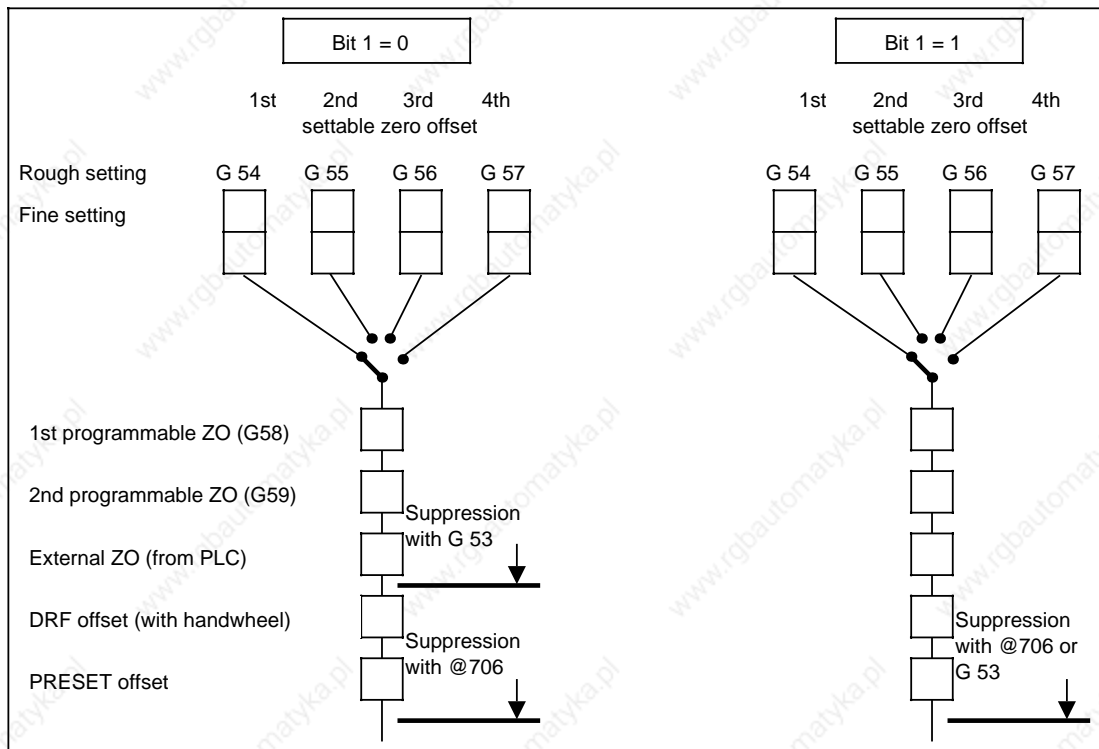 Bit 1 = 0
Bit 1 = 1
1st 2nd 3rd 4th
settable zero offset
1st 2nd 3rd 4th
settable zero offset
Rough setting G 54 G 55 G 56 G 57
G 54 G 55 G 56 G 57
Fine setting
1st programmable ZO (G58)
2nd programmable ZO (G59)
Suppression
with G 53
External ZO (from PLC)
DRF offset (with handwheel)
Suppression
with @706
PRESET offset
Suppression
with @706 or
G 53
www.rgbautomatyka.pl